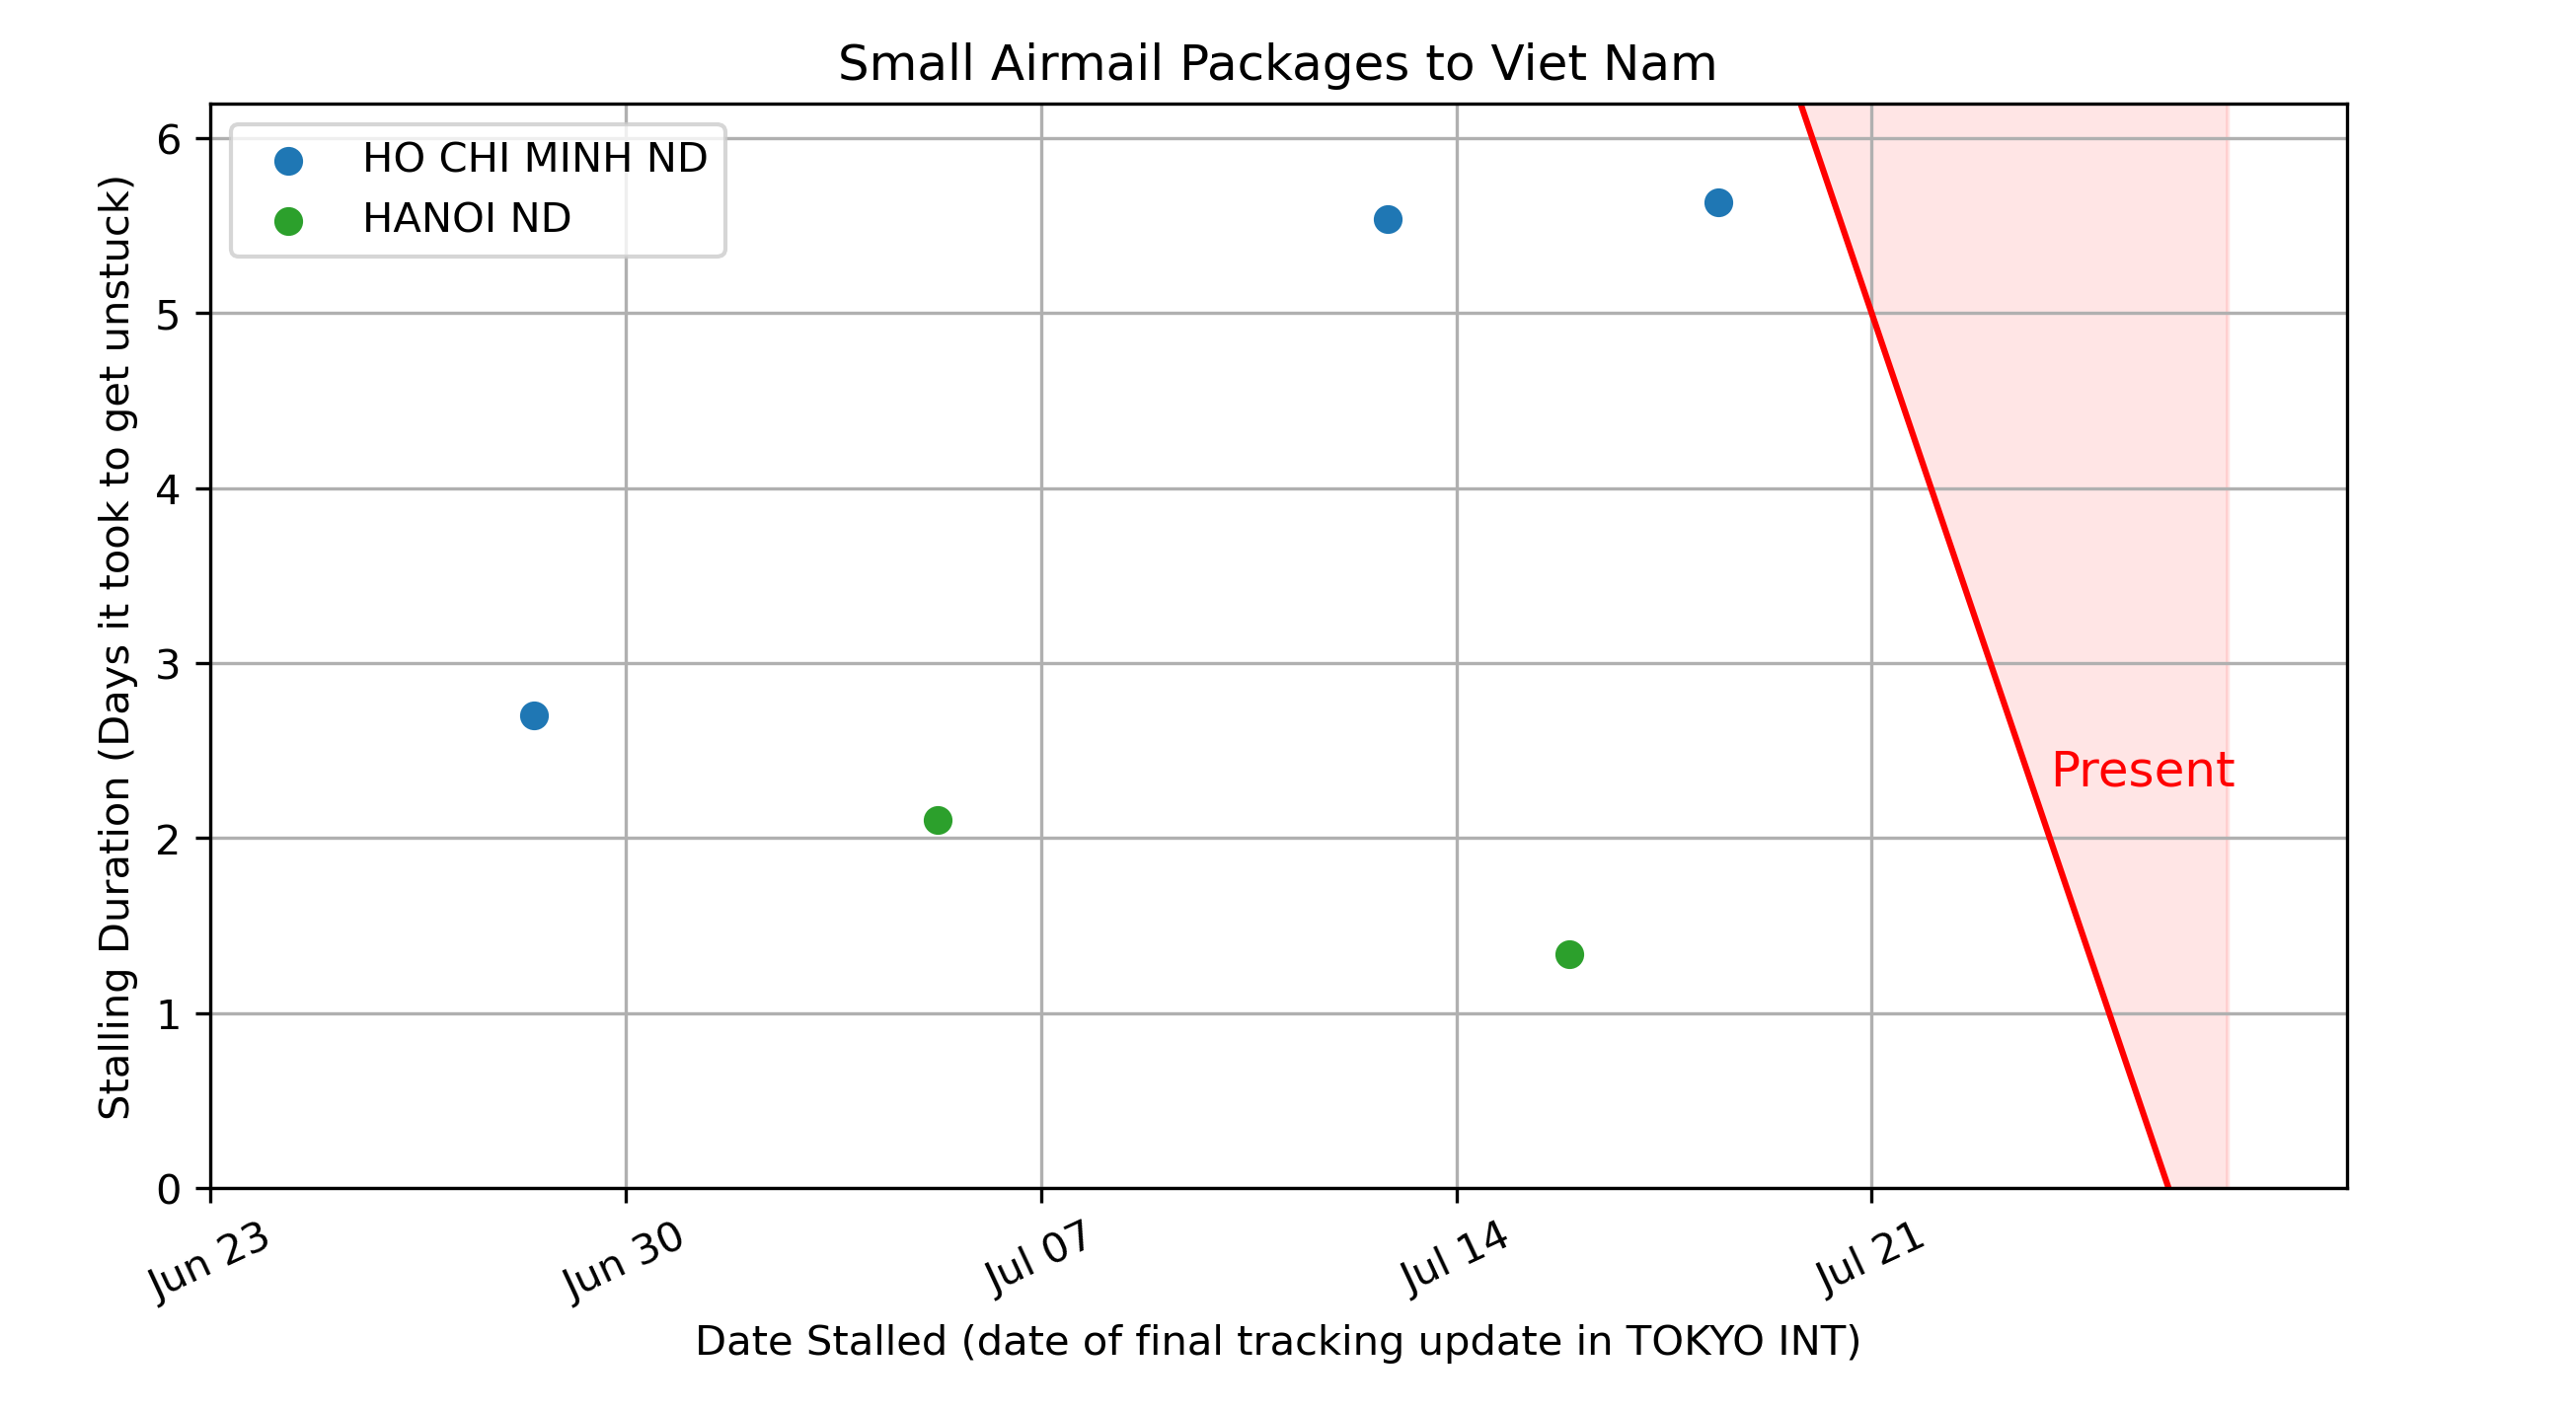 Small Airmail Packages to Viet Nam
HO CHI MINH ND
HANOI ND
Stalling Duration (Days it took to get unstuck)
6
5
4
3
2
1
0
Present
Jun 23
Jun 30
Jul 07
Jul 14
Jul 21
Date Stalled (date of final tracking update in TOKYO INT)